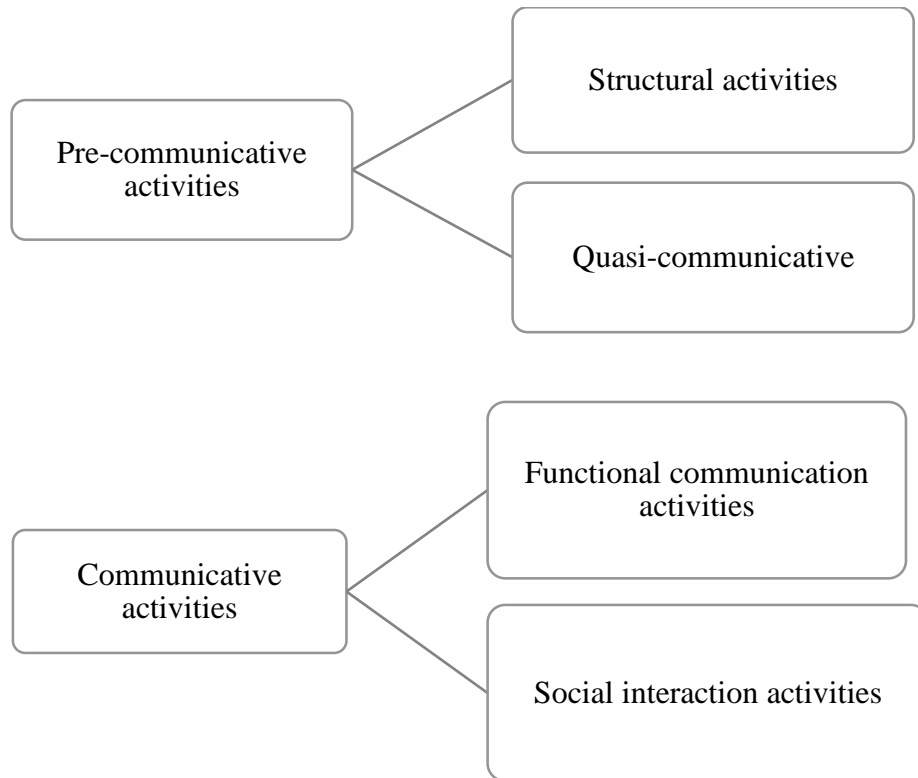 Pre-communicative
activities
Structural activities
Quasi-communicative
Communicative
activities
Functional communication
activities
Social interaction activities